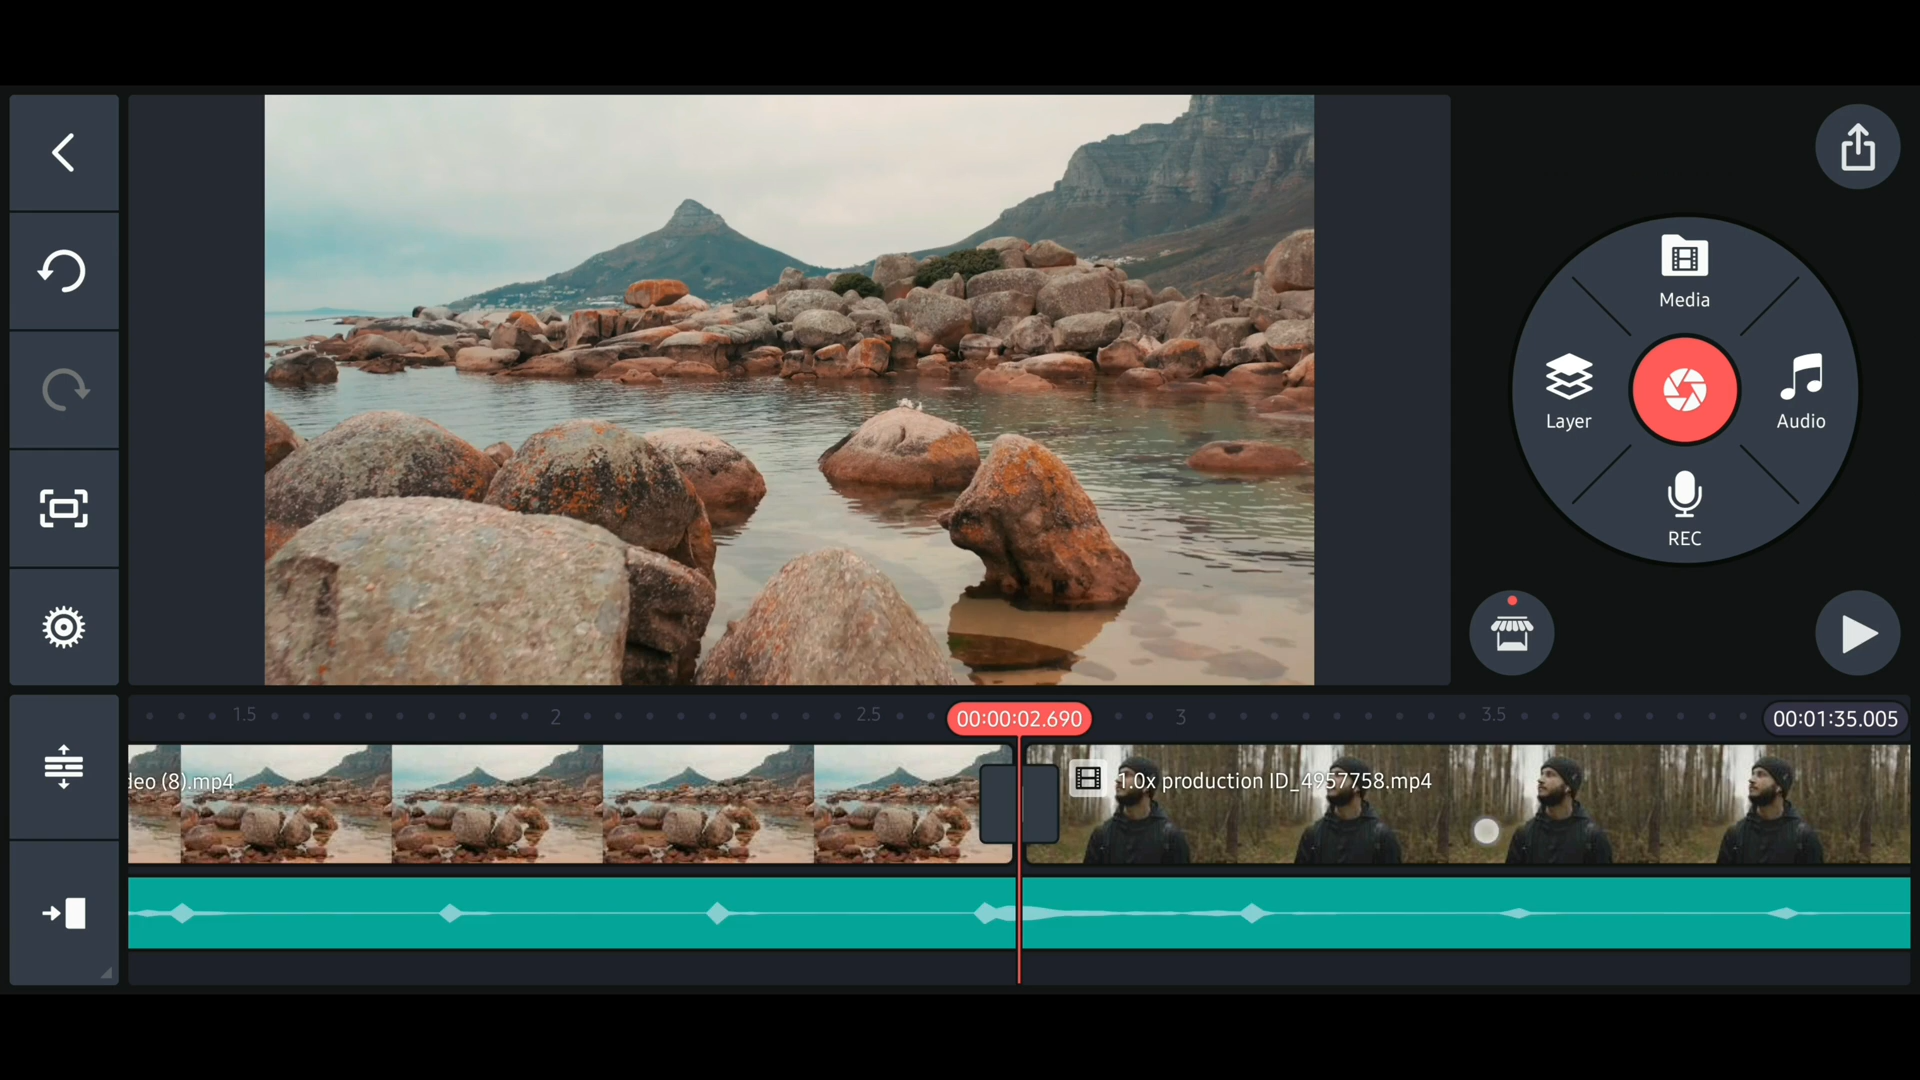 Media
Layer
Audio
REC
1.5
2
2.5
00:00:02.690
3
3.5
00:01:35.005
deo (8).mp4
1.0x production ID_4957758.mp4